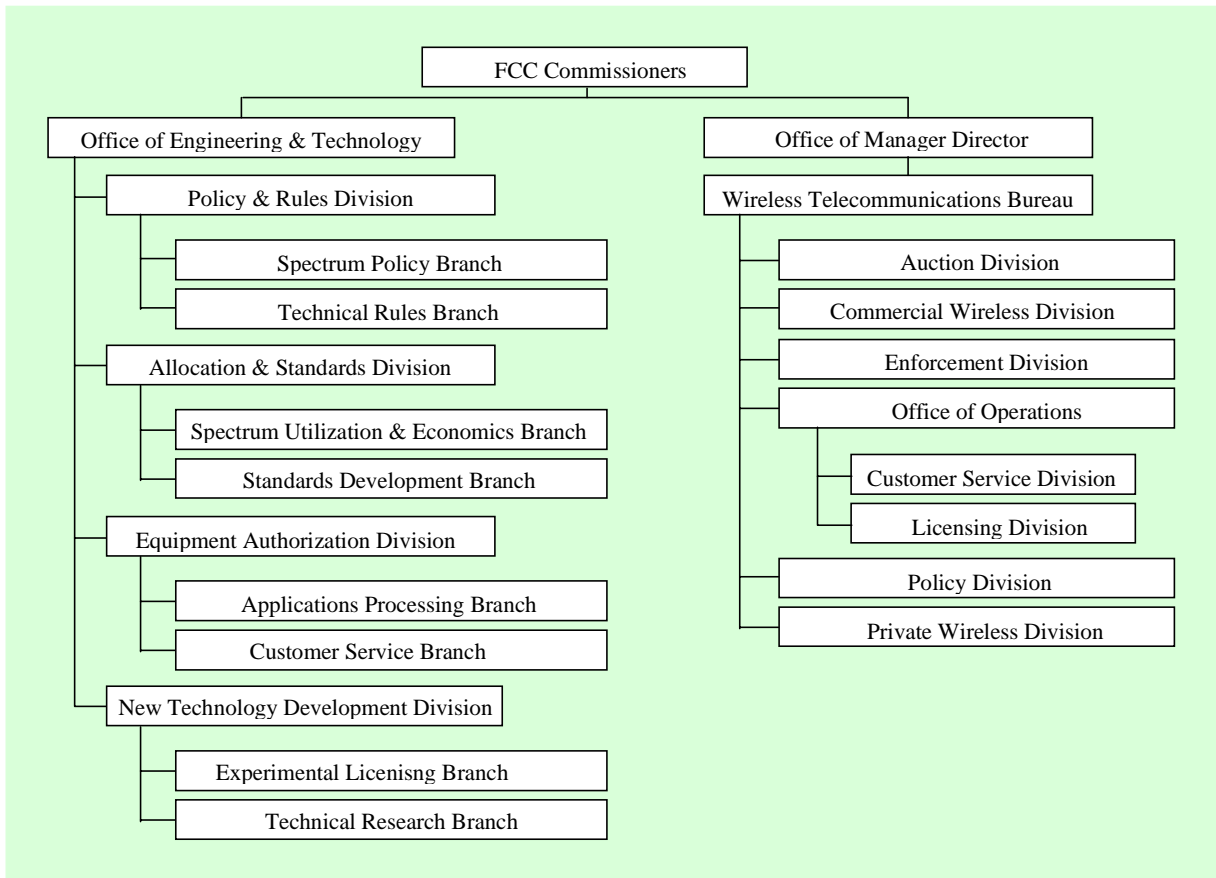 FCC Commissioners
Office of Engineering & Technology
Policy & Rules Division
Spectrum Policy Branch
Technical Rules Branch
Allocation & Standards Division
Spectrum Utilization & Economics Branch
Standards Development Branch
Equipment Authorization Division
Applications Processing Branch
Customer Service Branch
New Technology Development Division
Experimental Licenisng Branch
Technical Research Branch
Office of Manager Director
Wireless Telecommunications Bureau
Auction Division
Commercial Wireless Division
Enforcement Division
Office of Operations
Customer Service Division
Licensing Division
Policy Division
Private Wireless Division